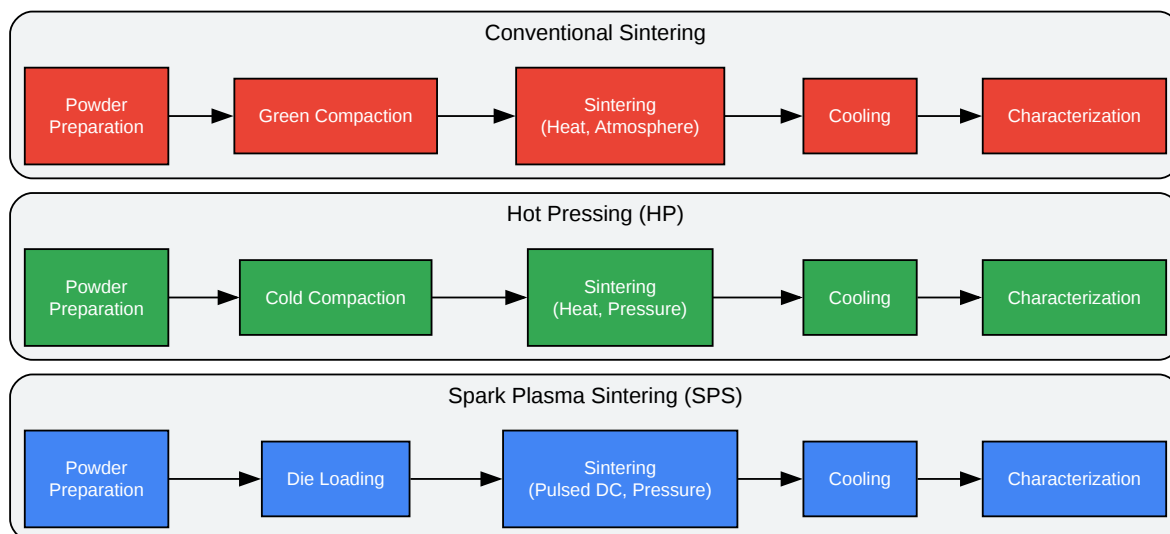 Conventional Sintering
Powder
Preparation
Green Compaction
Sintering
(Heat, Atmosphere)
Cooling
Characterization
Hot Pressing (HP)
Powder
Preparation
Cold Compaction
Sintering
(Heat, Pressure)
Cooling
Characterization
Spark Plasma Sintering (SPS)
Powder
Preparation
Die Loading
Sintering
(Pulsed DC, Pressure)
Cooling
Characterization